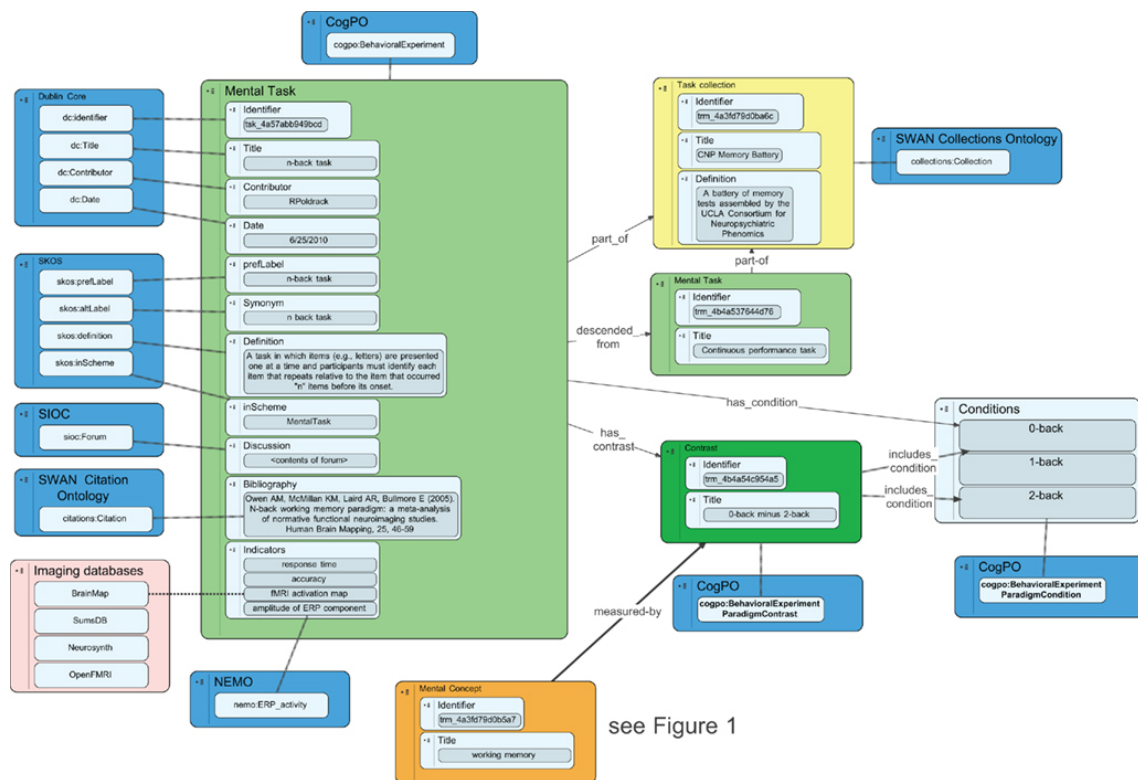 CogPO
cogpo:BehavioralExperiment
Dublin Core
dc:identifier
dc:Title
dc:Contributor
dc:Date
SKOS
skos:prefLabel
skos:altLabel
skos:definition
skos:inScheme
SIOC
sioc:Forum
SWAN Citation
Ontology
citations:Citation
Imaging databases
BrainMap
SumsDB
Neurosynth
OpenFMRI
Mental Task
Identifier
tsk_4a57abb949bcd
Title
n-back task
Contributor
RPoldrack
Date
6/25/2010
prefLabel
n-back task
Synonym
n back task
Definition
A task in which items (e.g., letters) are presented
one at a time and participants must identify each
item that repeats relative to the item that occurred
"n" items before its onset.
inScheme
MentalTask
Discussion
<contents of forum>
Bibliography
Owen AM, McMillan KM, Laird AR, Bullmore E (2005).
N-back working memory paradigm: a meta-analysis
of normative functional neuroimaging studies.
Human Brain Mapping, 25, 46-59
Indicators
response time
accuracy
fMRI activation map
amplitude of ERP component
NEMO
nemo:ERP_activity
part_of
descended_
from
has_condition
has_
contrast
Task collection
Identifier
trm_4a3fd79d0ba6c
Title
CNP Memory Battery
Definition
A battery of memory
tests assembled by the
UCLA Consortium for
Neuropsychiatric
Phenomics
SWAN Collections Ontology
collections:Collection
part-of
Mental Task
Identifier
trm_4b4a537644d76
Title
Continuous performance task
Contrast
Identifier
trm_4b4a54c954a5
Title
0-back minus 2-back
includes_
condition
includes_
condition
Conditions
0-back
1-back
2-back
CogPO
cogpo:BehavioralExperiment
ParadigmContrast
CogPO
cogpo:BehavioralExperiment
ParadigmCondition
measured-by
Mental Concept
Identifier
trm_4a3fd79d0b5a7
Title
working memory
see Figure 1